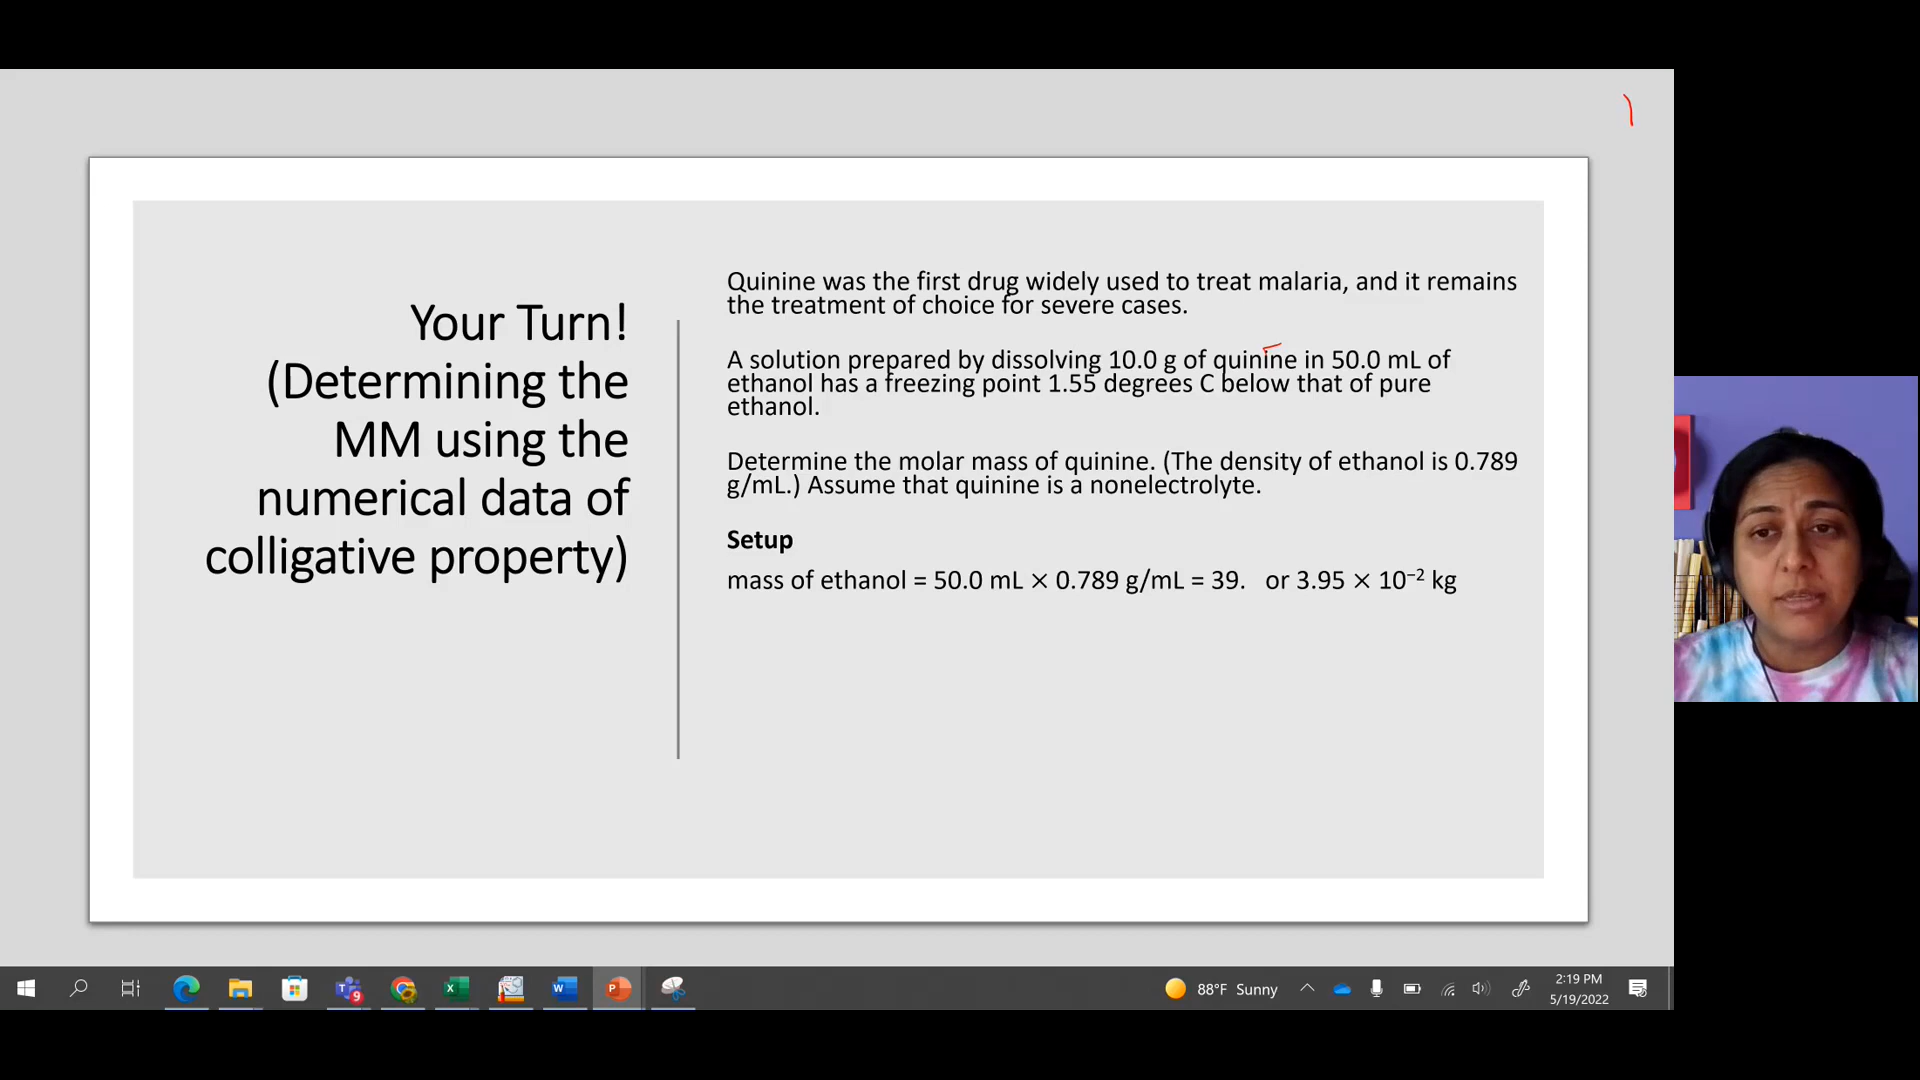 Your Turn!
(Determining the
MM using the
numerical data of
colligative property)
Quinine was the first drug widely used to treat malaria, and it remains
the treatment of choice for severe cases.
A solution prepared by dissolving 10.0 g of quinine in 50.0 mL of
ethanol has a freezing point 1.55 degrees C below that of pure
ethanol.
Determine the molar mass of quinine. (The density of ethanol is 0.789
g/mL.) Assume that quinine is a nonelectrolyte.
Setup
mass of ethanol = 50.0 mL × 0.789 g/mL = 39. or 3.95 × 10⁻² kg
9
88°F Sunny
2:19 PM
5/19/2022